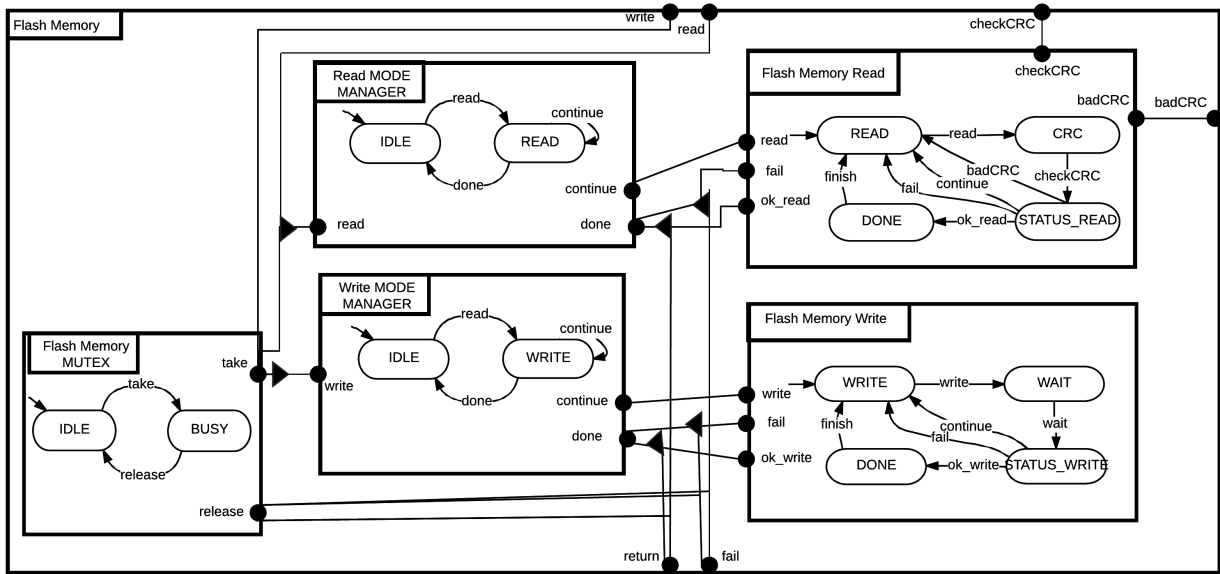 Flash Memory
write
read
checkCRC
checkCRC
badCRC
badCRC
Read MODE
MANAGER
read
IDLE
READ
continue
done
continue
read
done
Flash Memory Read
read
fail
ok_read
READ
read
CRC
finish
fail
continue
badCRC
checkCRC
DONE
ok_read
STATUS_READ
Write MODE
MANAGER
read
IDLE
WRITE
continue
done
write
continue
done
Flash Memory
MUTEX
take
take
IDLE
BUSY
release
release
Flash Memory Write
write
fail
ok_write
WRITE
write
WAIT
finish
fail
continue
wait
DONE
ok_write
STATUS_WRITE
return
fail